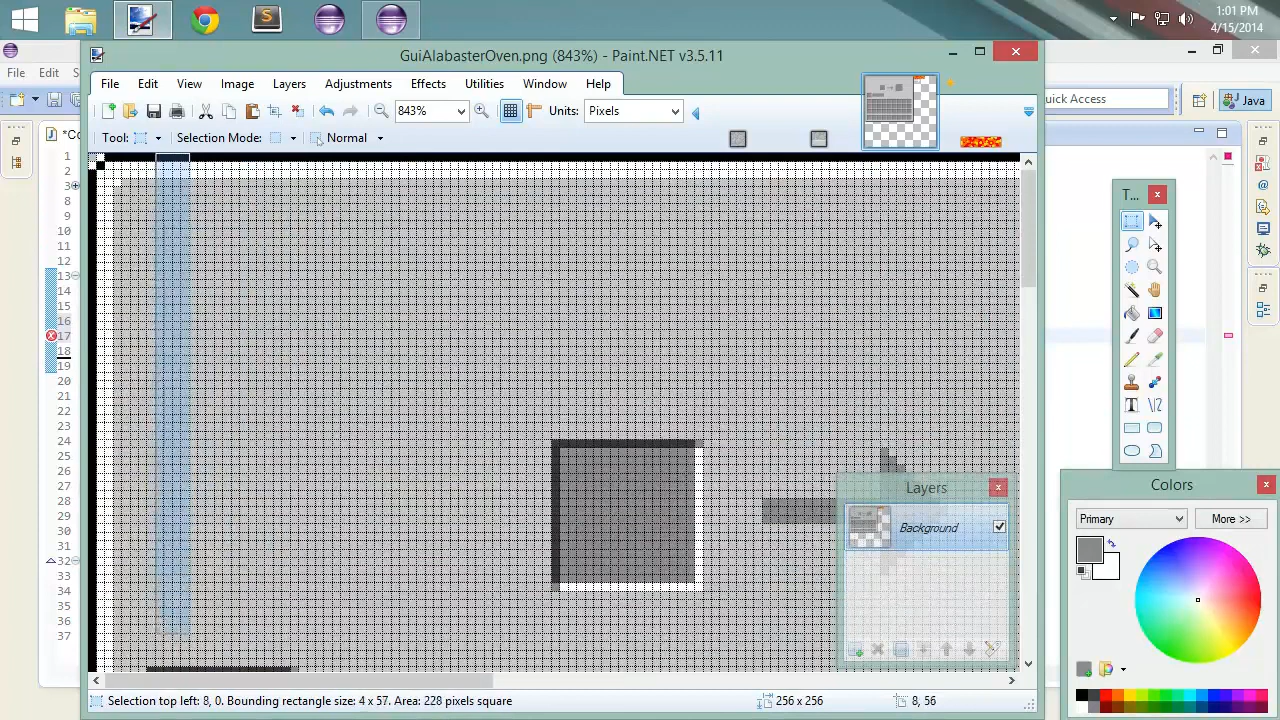 1:01 PM
4/15/2014
GuiAlabasterOven.png (843%) - Paint.NET v3.5.11
File Edit S
File Edit View Image Layers Adjustments Effects Utilities Window Help
843%
Units: Pixels
uick Access
Java
Tool:
Selection Mode:
Normal
*Co
1
2
3
8
9
10
11
12
13
14
15
16
17
18
19
20
21
22
23
24
25
26
27
28
29
30
31
32
33
34
35
36
37
T...
Layers
Background
Colors
Primary
More >>
Selection top left: 8, 0. Bounding rectangle size: 4 x 57. Area: 228 pixels square
256 x 256
8, 56